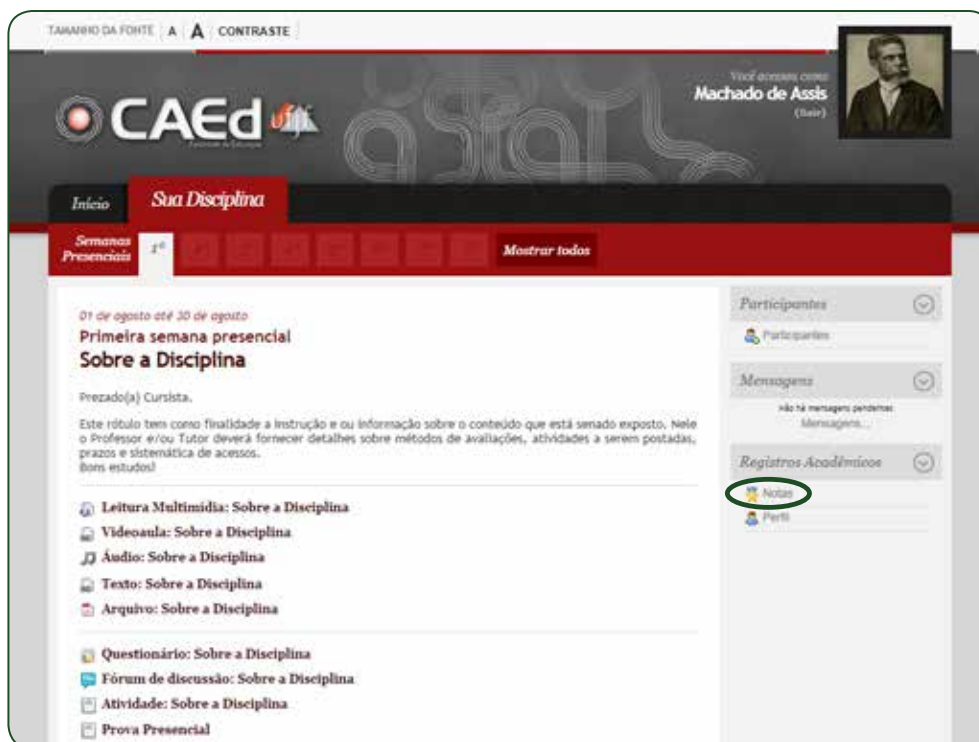 TAMANHO DA FONTE A A CONTRASTE
Você acessou como
Machado de Assis
(Sair)
CAEd ufjf
Faculdade de Educação
Início
Sua Disciplina
Semanas
Presenciais
1º
Mostrar todos
01 de agosto até 30 de agosto
Primeira semana presencial
Sobre a Disciplina
Prezado(a) Cursista.
Este rótulo tem como finalidade a instrução e ou informação sobre o conteúdo que está senado exposto. Nele
o Professor e/ou Tutor deverá fornecer detalhes sobre métodos de avaliações, atividades a serem postadas,
prazos e sistemática de acessos.
Bons estudos!
Leitura Multimídia: Sobre a Disciplina
Videoaula: Sobre a Disciplina
Áudio: Sobre a Disciplina
Texto: Sobre a Disciplina
Arquivo: Sobre a Disciplina
Questionário: Sobre a Disciplina
Fórum de discussão: Sobre a Disciplina
Atividade: Sobre a Disciplina
Prova Presencial
Participantes
Participantes
Mensagens
Não há mensagens pendentes
Mensagens...
Registros Acadêmicos
Notas
Perfil